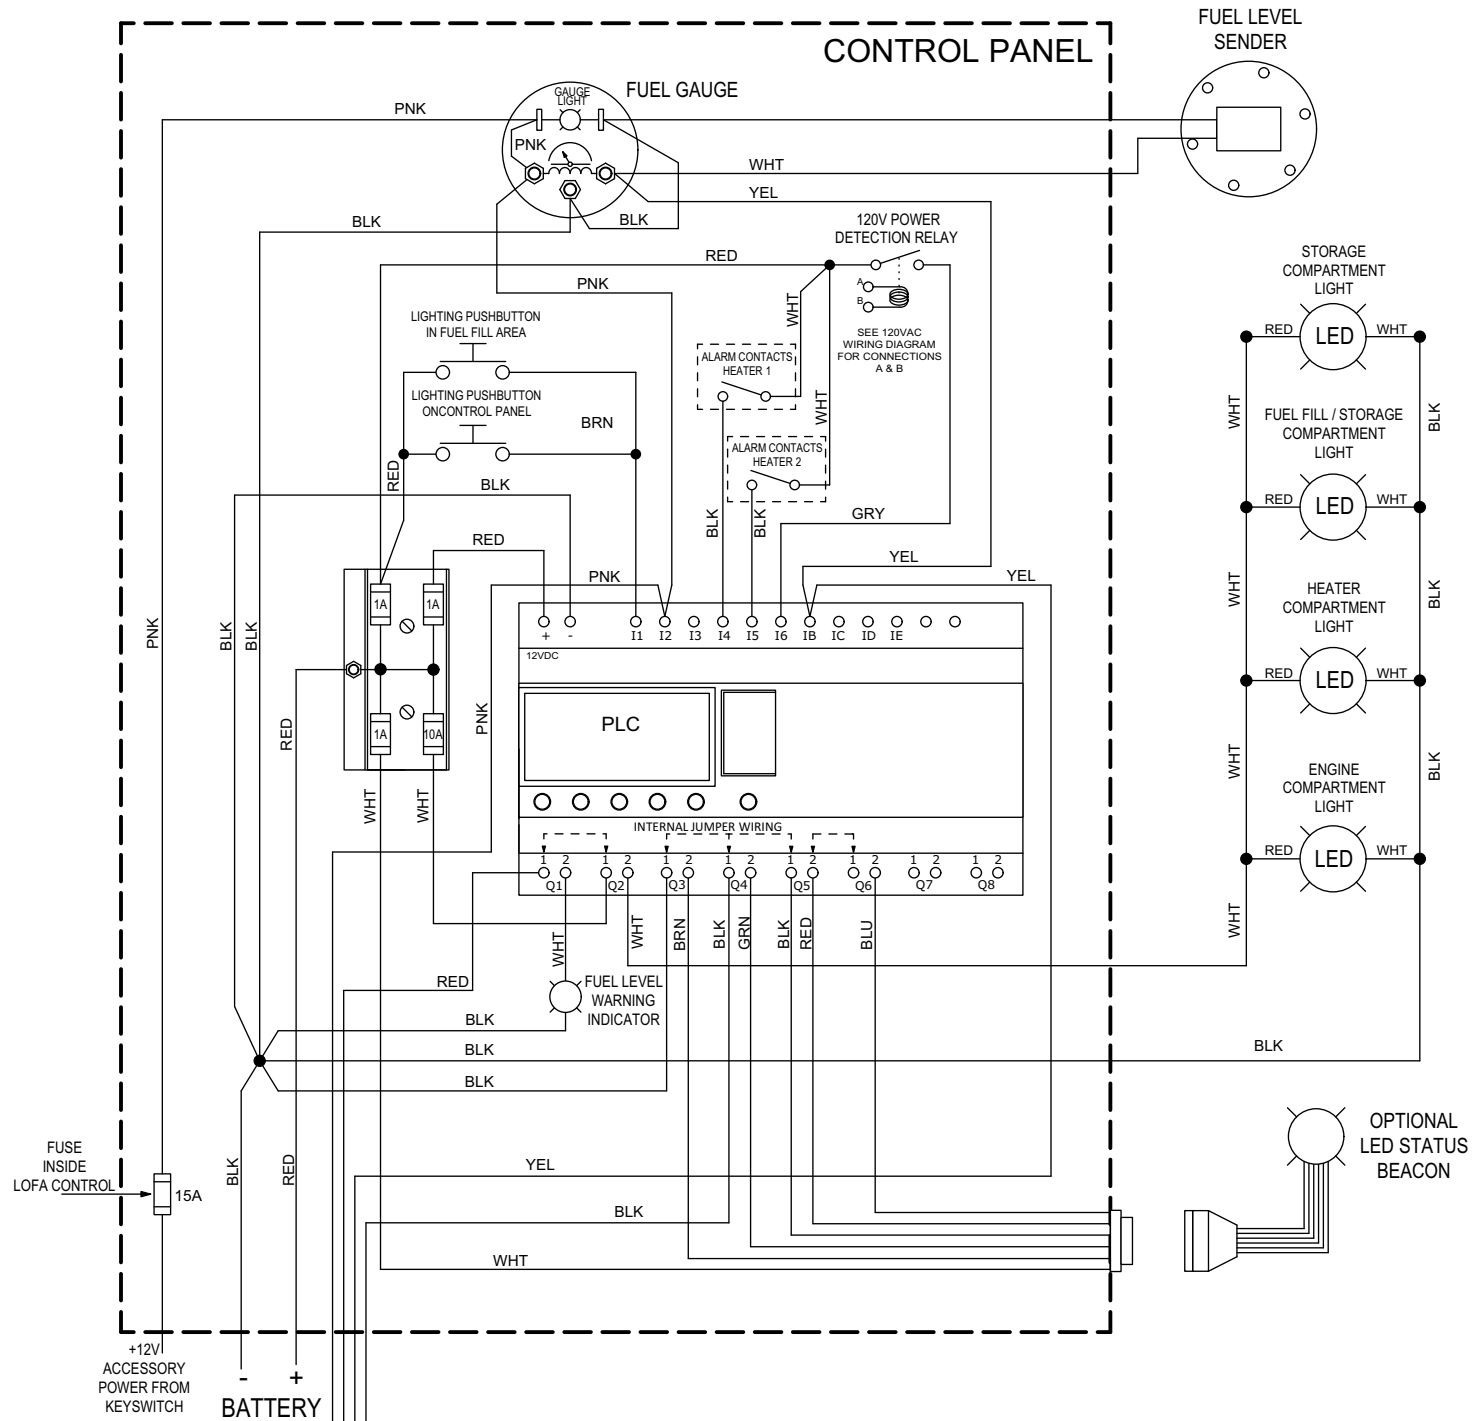 FUEL LEVEL
SENDER
CONTROL PANEL
GAUGE
LIGHT
FUEL GAUGE
PNK
PNK
WHT
YEL
BLK
BLK
120V POWER
DETECTION RELAY
RED
PNK
A
B
WHT
SEE 120VAC
WIRING DIAGRAM
FOR CONNECTIONS
A & B
STORAGE
COMPARTMENT
LIGHT
RED
LED
WHT
LIGHTING PUSHBUTTON
IN FUEL FILL AREA
ALARM CONTACTS
HEATER 1
LIGHTING PUSHBUTTON
ONCONTROL PANEL
BRN
WHT
WHT
BLK
FUEL FILL / STORAGE
COMPARTMENT
LIGHT
ALARM CONTACTS
HEATER 2
RED
BLK
RED
LED
WHT
BLK
BLK
GRY
RED
YEL
PNK
YEL
WHT
BLK
HEATER
COMPARTMENT
LIGHT
1A
1A
+
-
I1
I2
I3
I4
I5
I6
IB
IC
ID
IE
12VDC
PNK
BLK
BLK
RED
LED
WHT
RED
PNK
PLC
1A
10A
WHT
BLK
ENGINE
COMPARTMENT
LIGHT
WHT
WHT
INTERNAL JUMPER WIRING
1 2 1 2 1 2 1 2 1 2 1 2 1 2 1 2
Q1 Q2 Q3 Q4 Q5 Q6 Q7 Q8
RED
LED
WHT
WHT
WHT
WHT
BRN
BLK
GRN
BLK
RED
BLU
RED
FUEL LEVEL
WARNING
INDICATOR
BLK
BLK
BLK
BLK
FUSE
INSIDE
LOFA CONTROL
15A
BLK
RED
YEL
BLK
WHT
OPTIONAL
LED STATUS
BEACON
+12V
ACCESSORY
POWER FROM
KEYSWITCH
- +
BATTERY